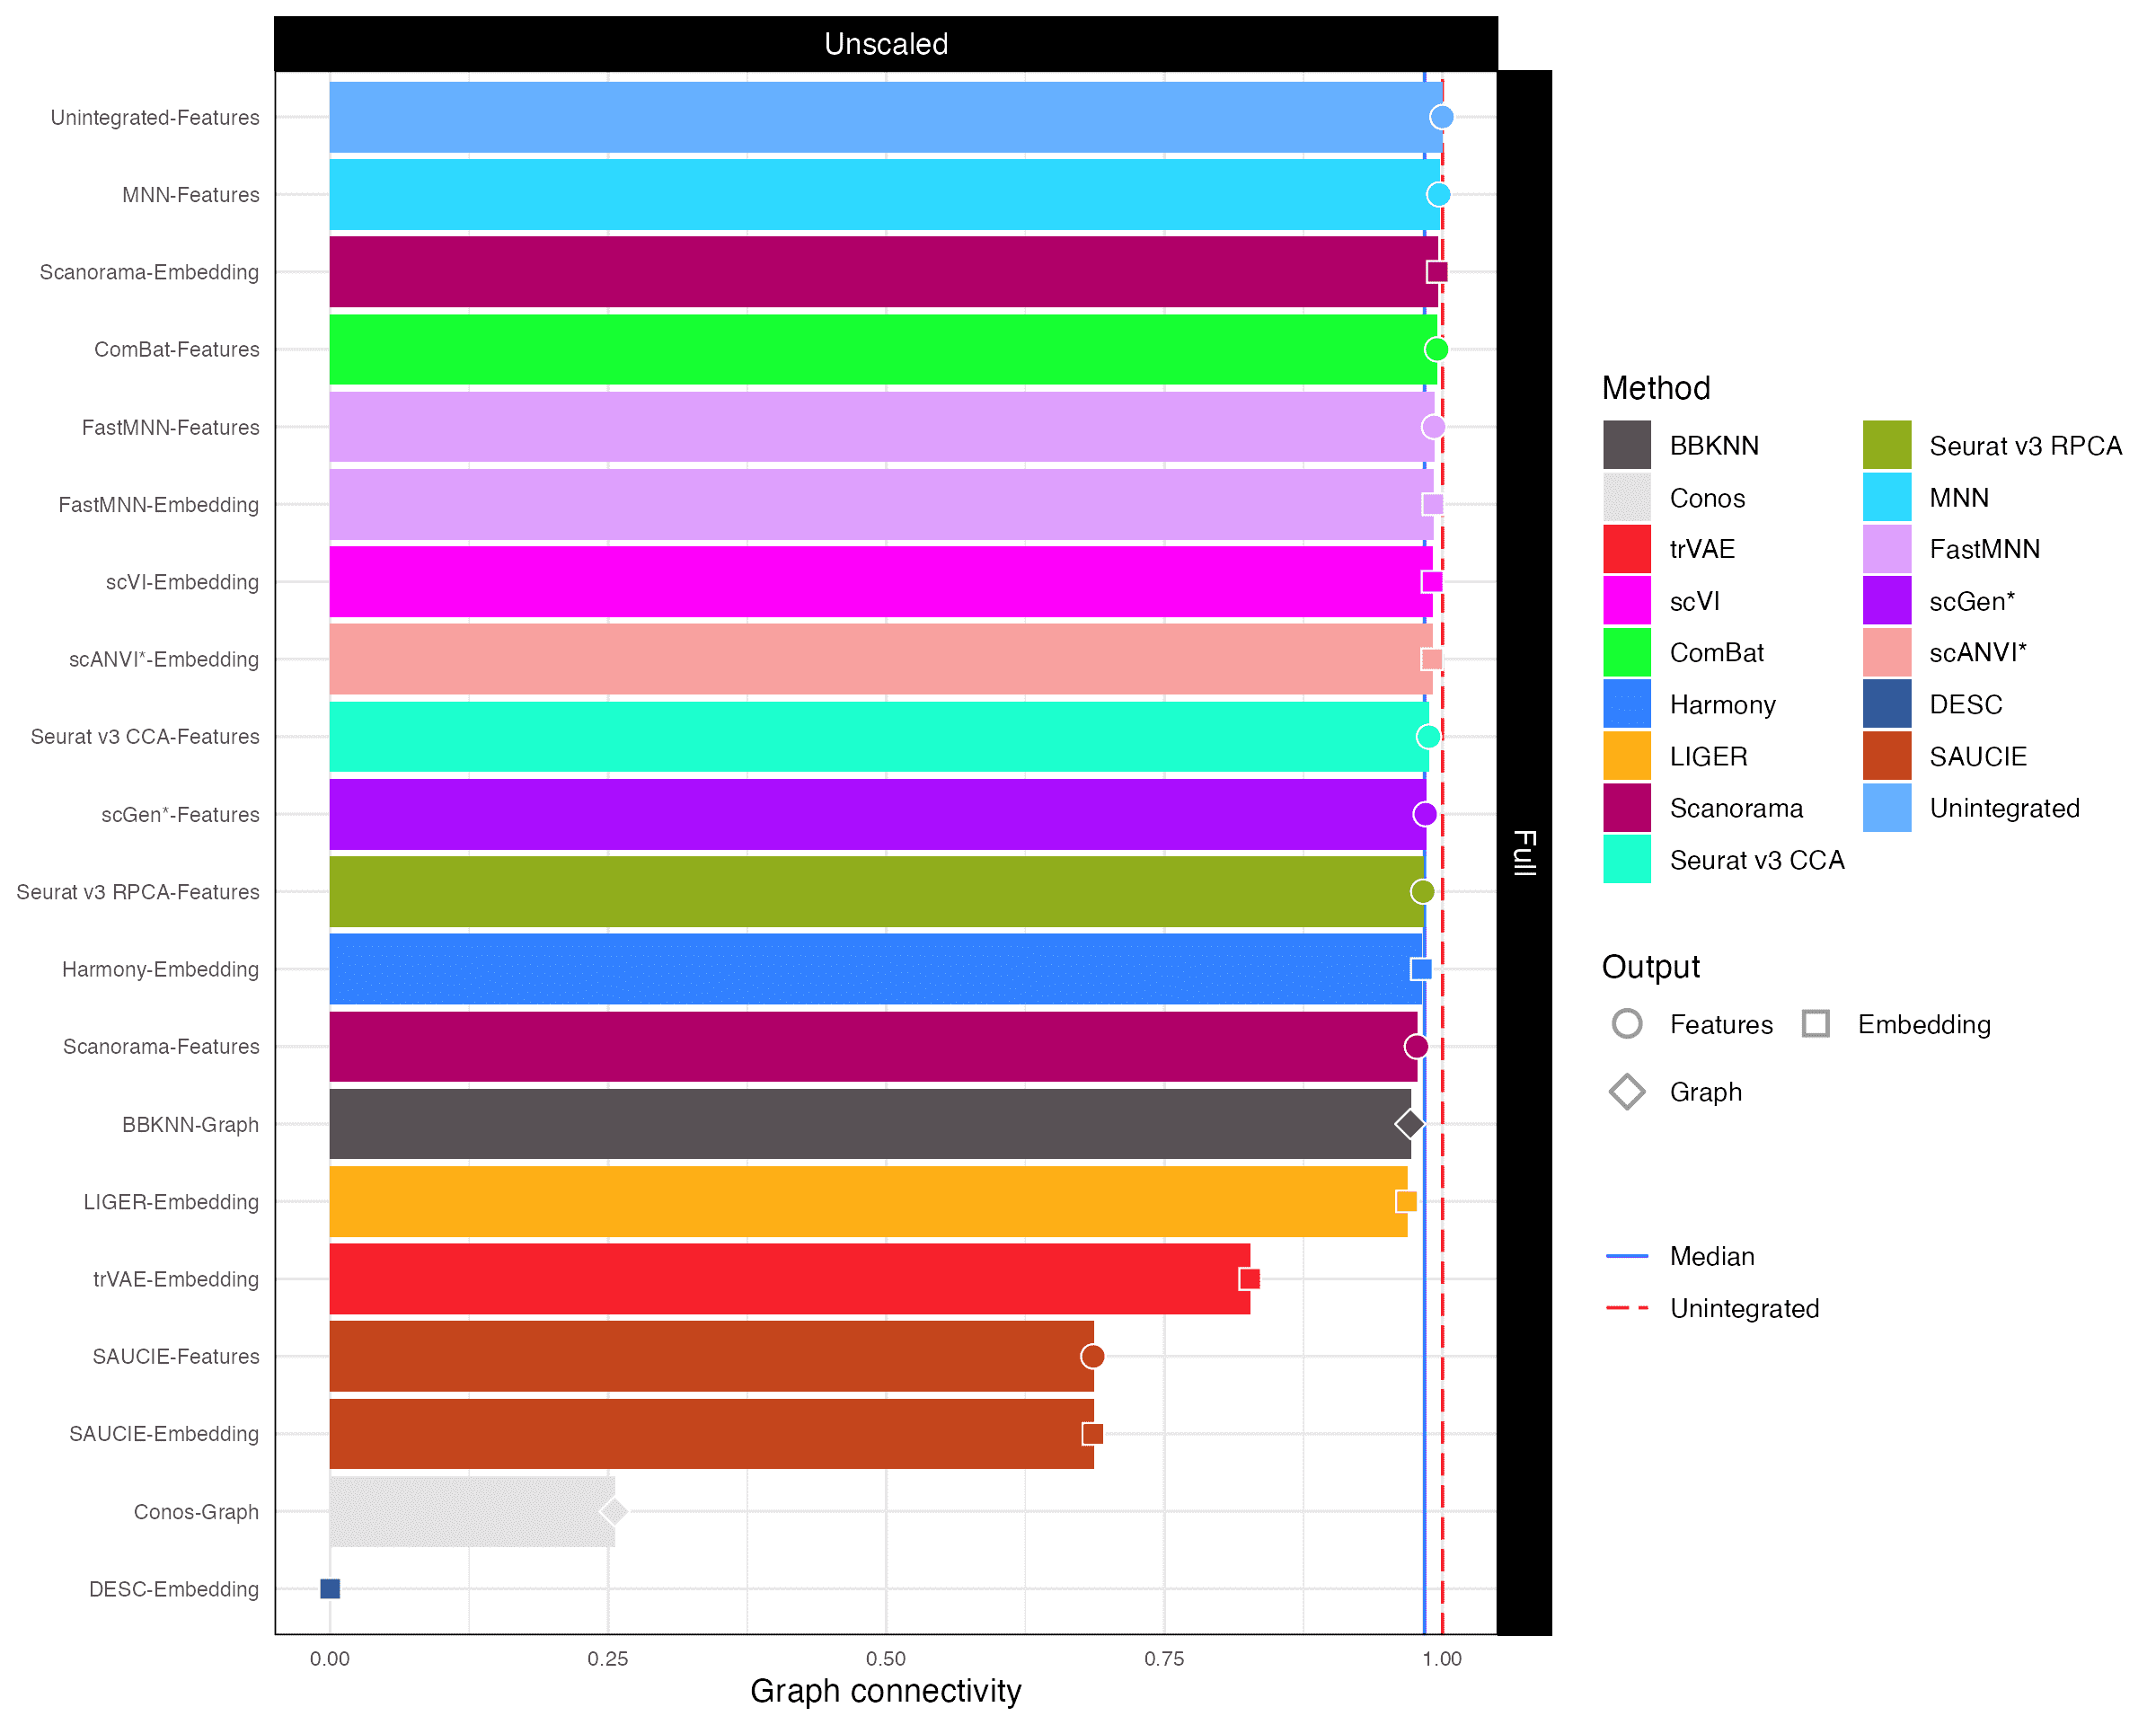 Unscaled
Full
Unintegrated-Features
MNN-Features
Scanorama-Embedding
ComBat-Features
FastMNN-Features
FastMNN-Embedding
scVI-Embedding
scANVI*-Embedding
Seurat v3 CCA-Features
scGen*-Features
Seurat v3 RPCA-Features
Harmony-Embedding
Scanorama-Features
BBKNN-Graph
LIGER-Embedding
trVAE-Embedding
SAUCIE-Features
SAUCIE-Embedding
Conos-Graph
DESC-Embedding
0.00 0.25 0.50 0.75 1.00
Graph connectivity
Method
BBKNN
Conos
trVAE
scVI
ComBat
Harmony
LIGER
Scanorama
Seurat v3 CCA
Seurat v3 RPCA
MNN
FastMNN
scGen*
scANVI*
DESC
SAUCIE
Unintegrated
Output
Features
Embedding
Graph
Median
Unintegrated